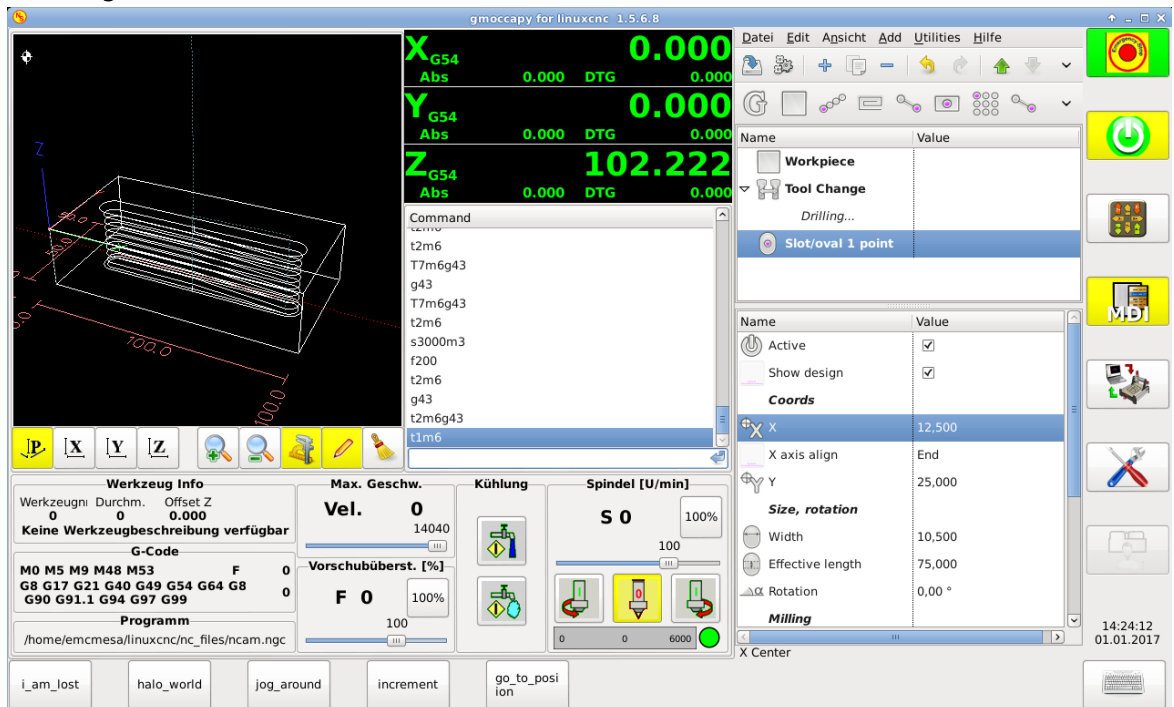 gmoccapy for linuxcnc 1.5.6.8
X G54 0.000
Abs 0.000 DTG 0.000
Y G54 0.000
Abs 0.000 DTG 0.000
Z G54 102.222
Abs 0.000 DTG 0.000
Z
50.0
50.0
100.0
100.0
Command
t2m6
t2m6
T7m6g43
g43
T7m6g43
t2m6
s3000m3
f200
t2m6
g43
t2m6g43
t1m6
P X Y Z
Datei Edit Ansicht Add Utilities Hilfe
Name Value
Workpiece
Tool Change
Drilling...
Slot/oval 1 point
Name Value
Active
Show design
Coords
X 12,500
X axis align End
Y 25,000
Size, rotation
Width 10,500
Effective length 75,000
Rotation 0,00 °
Milling
X Center
MDI
14:24:12
01.01.2017
Werkzeug Info
Werkzeugnı Durchm. Offset Z
0 0 0.000
Keine Werkzeugbeschreibung verfügbar
G-Code
M0 M5 M9 M48 M53 F 0
G8 G17 G21 G40 G49 G54 G64 G8 0
G90 G91.1 G94 G97 G99
Programm
/home/emcmesa/linuxcnc/nc_files/ncam.ngc
Max. Geschw.
Vel. 0
14040
Vorschubüberst. [%]
F 0 100%
100
Kühlung
Spindel [U/min]
S 0 100%
100
0 0 6000
i_am_lost halo_world jog_around increment go_to_posi
ion